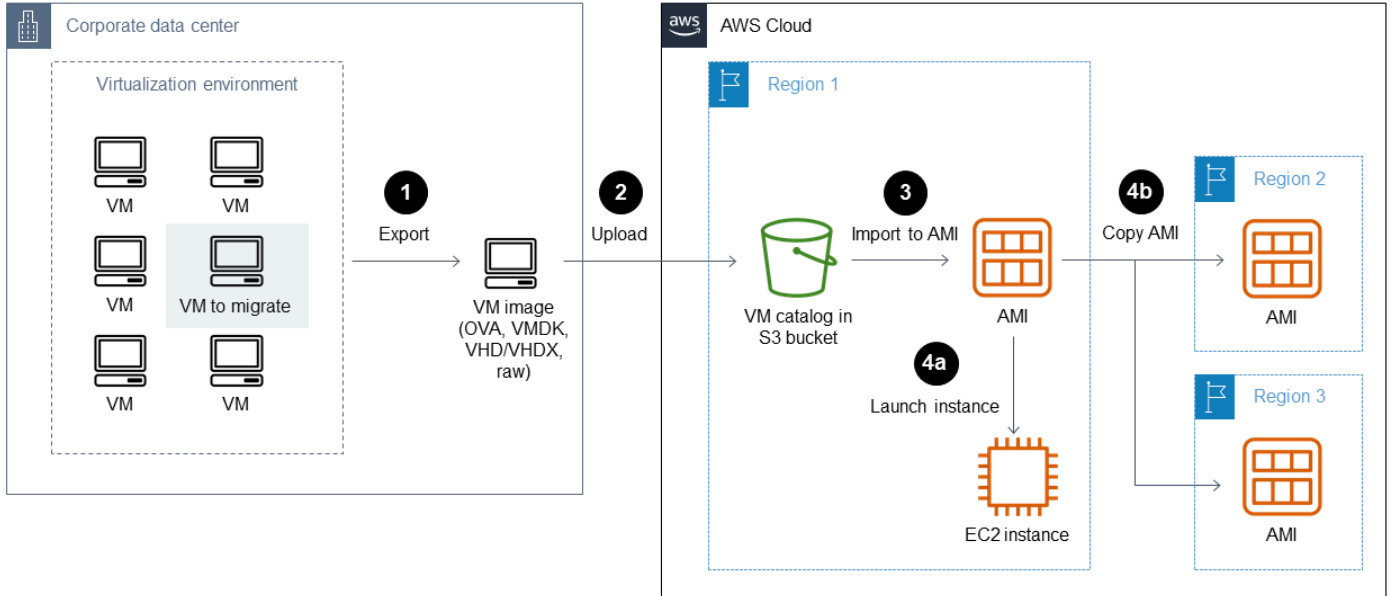 Corporate data center
aws
AWS Cloud
Virtualization environment
Region 1
VM
VM
1
2
3
4b
Region 2
Export
Upload
Import to AMI
Copy AMI
VM
VM to migrate
VM image
(OVA, VMDK,
VHD/VHDX,
raw)
VM catalog in
S3 bucket
AMI
AMI
4a
Launch instance
Region 3
VM
VM
EC2 instance
AMI